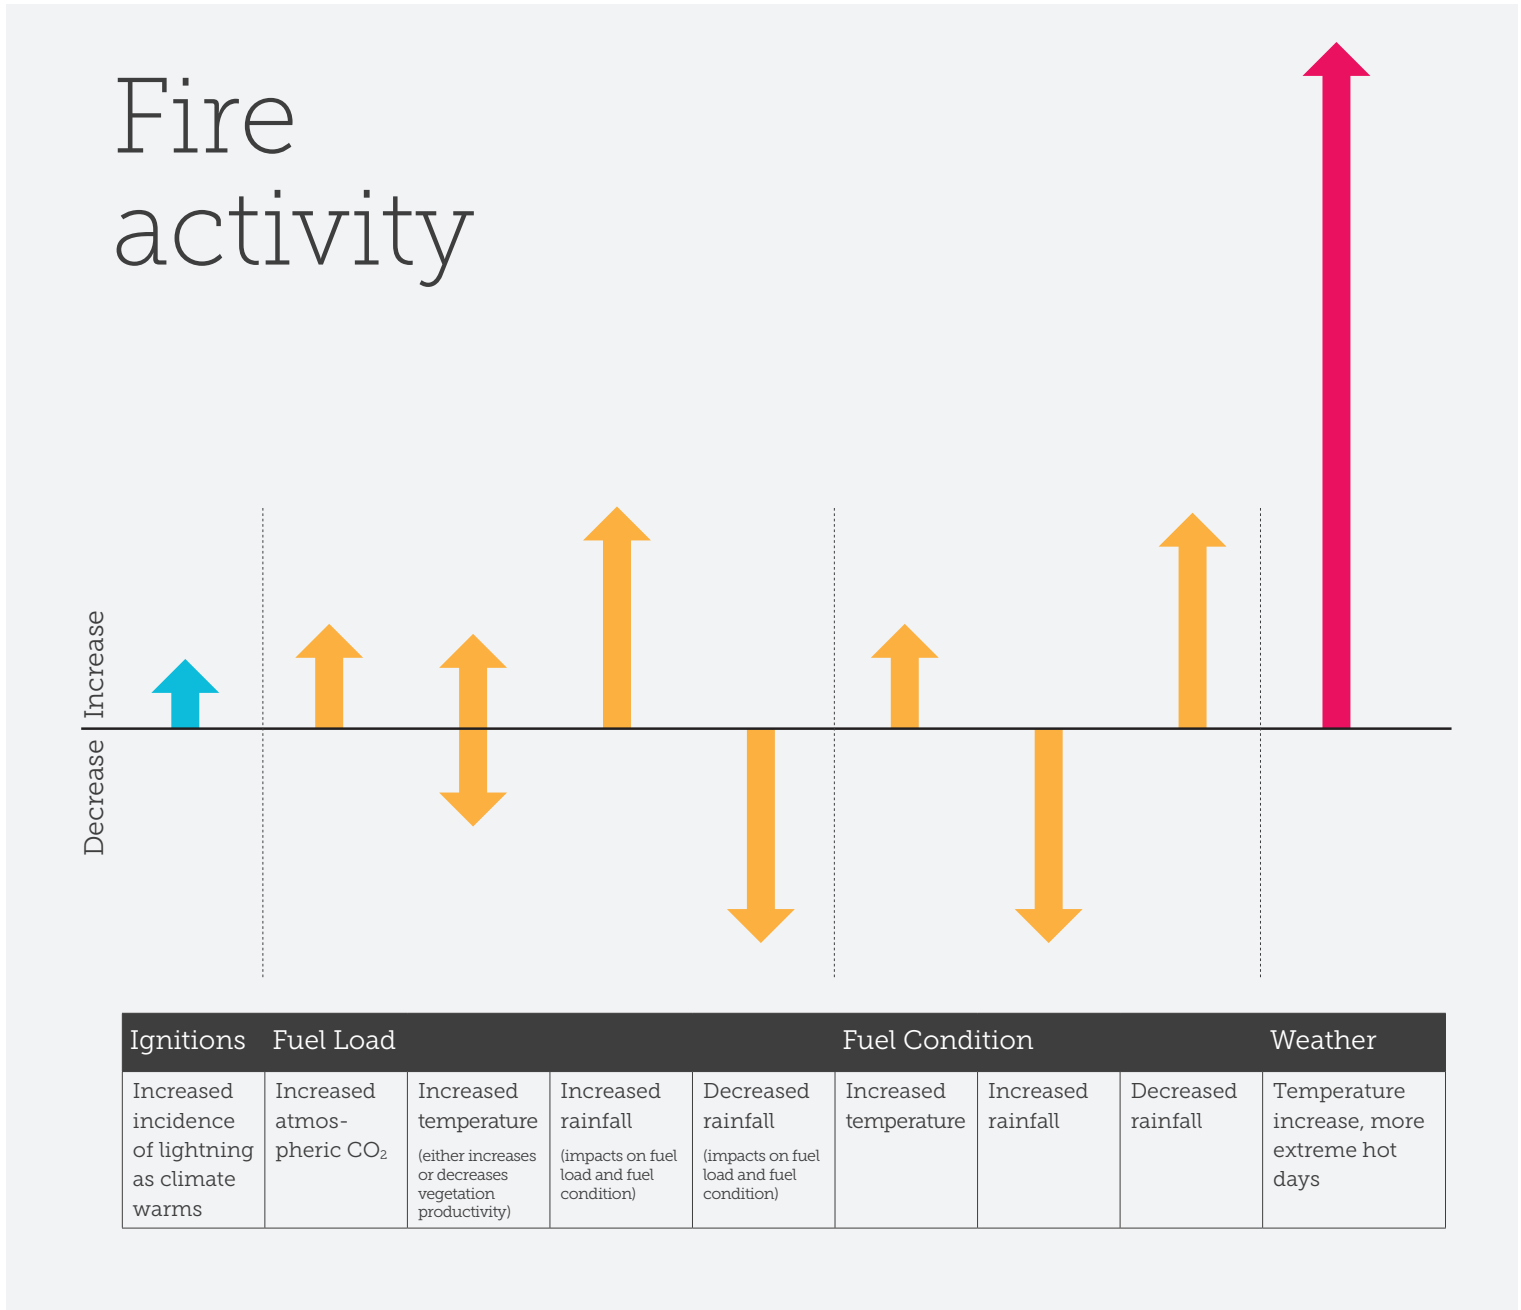 Fire
activity
Increase
Decrease
Ignitions
Fuel Load
Fuel Condition
Weather
Increased
incidence
of lightning
as climate
warms
Increased
atmos-
pheric CO₂
Increased
temperature
(either increases
or decreases
vegetation
productivity)
Increased
rainfall
(impacts on fuel
load and fuel
condition)
Decreased
rainfall
(impacts on fuel
load and fuel
condition)
Increased
temperature
Increased
rainfall
Decreased
rainfall
Temperature
increase, more
extreme hot
days